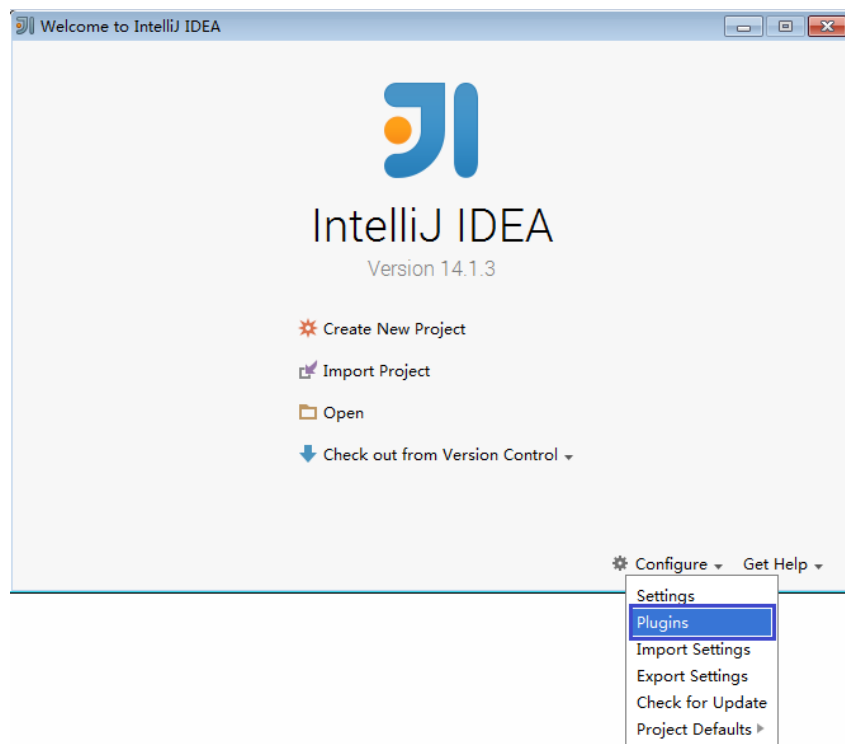 Welcome to IntelliJ IDEA
IntelliJ IDEA
Version 14.1.3
Create New Project
Import Project
Open
Check out from Version Control
Configure Get Help
Settings
Plugins
Import Settings
Export Settings
Check for Update
Project Defaults